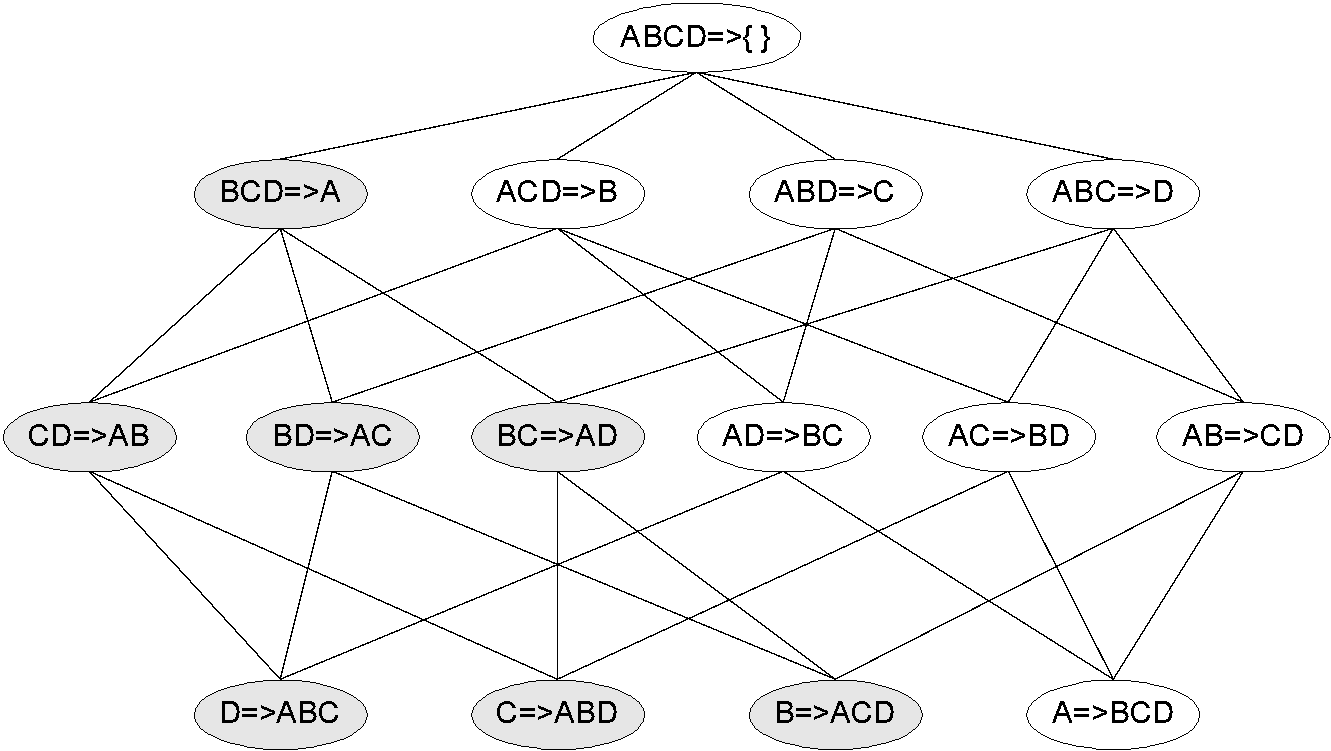 ABCD=>{ }
BCD=>A
ACD=>B
ABD=>C
ABC=>D
CD=>AB
BD=>AC
BC=>AD
AD=>BC
AC=>BD
AB=>CD
D=>ABC
C=>ABD
B=>ACD
A=>BCD